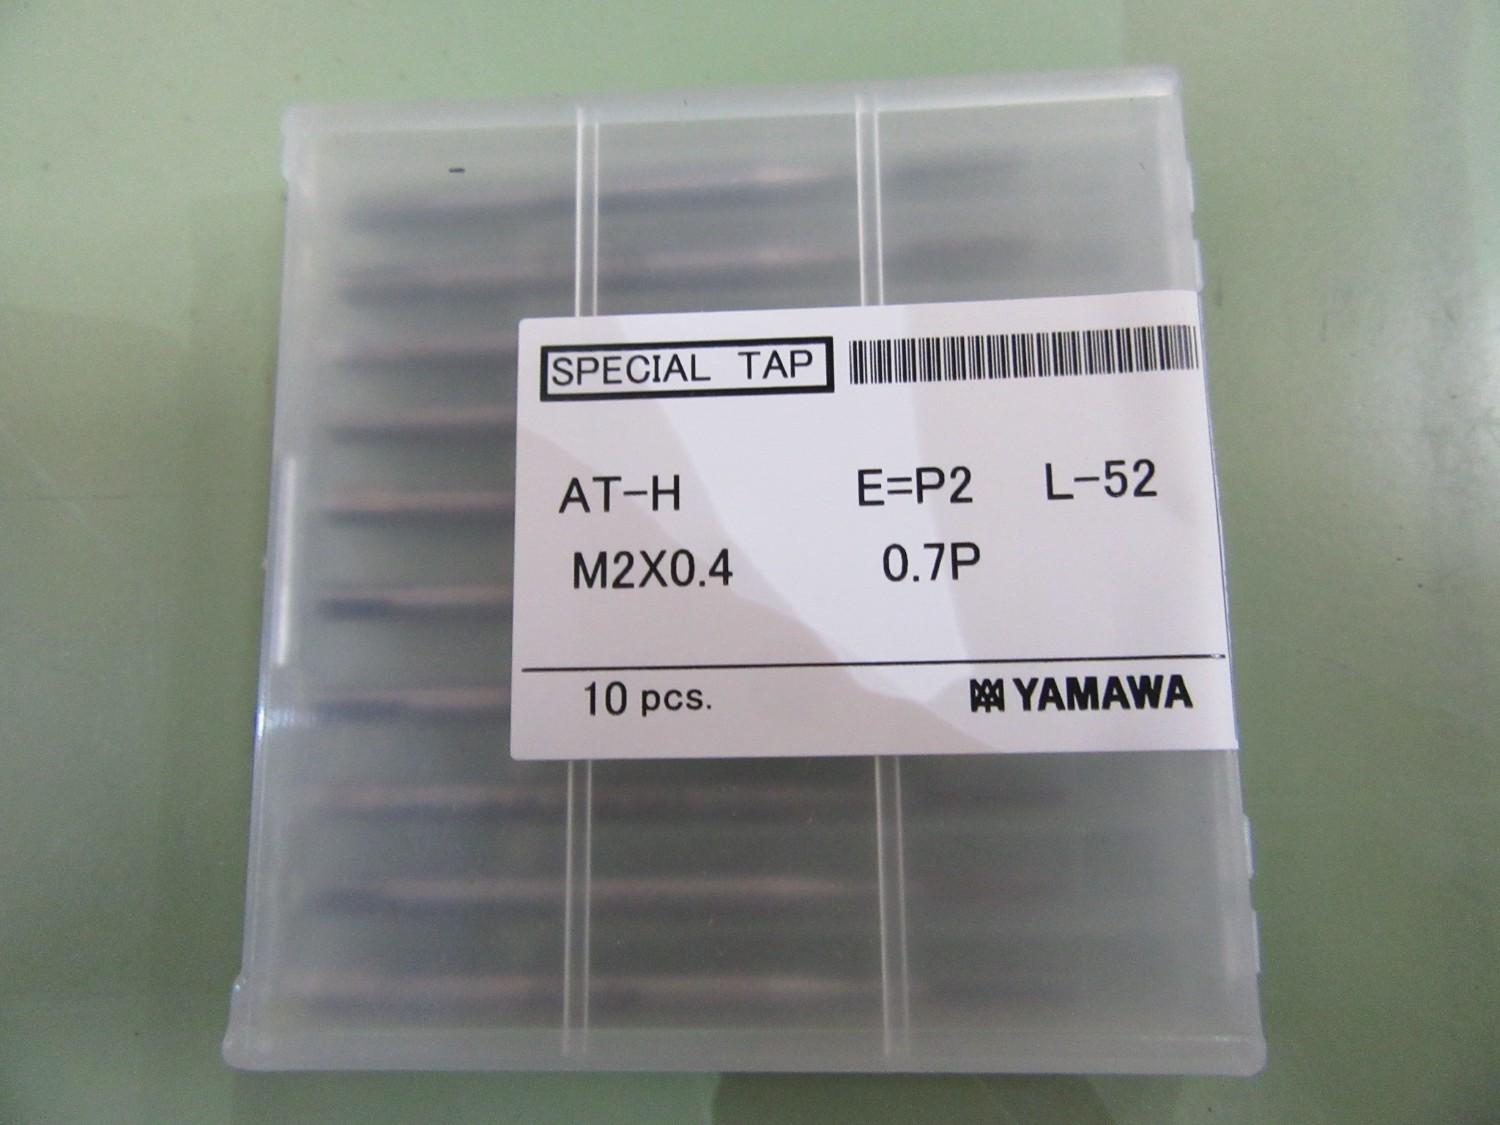 SPECIAL TAP
AT-H E=P2 L-52
M2X0.4 0.7P
10 pcs. YAMAWA